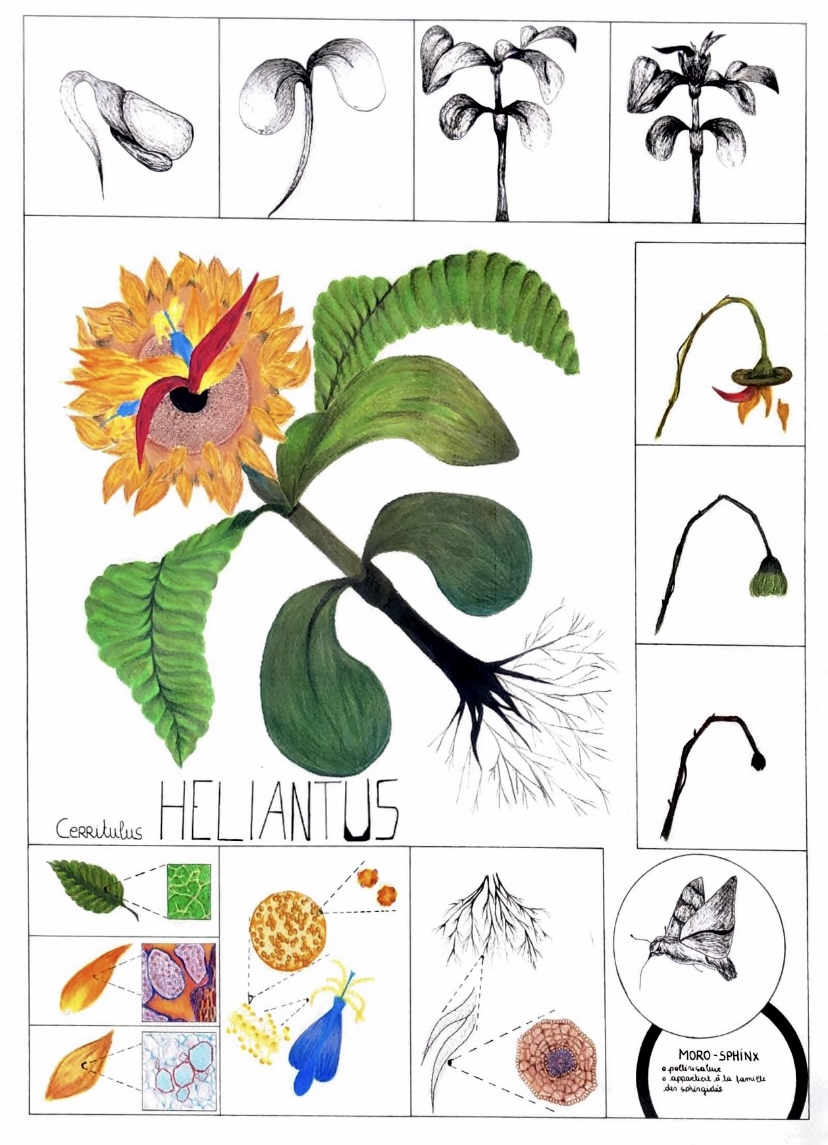 Cerritulus HELIANTUS
MORO-SPHINX
o pollinisateur
o appartient à la famille
des sphingidés